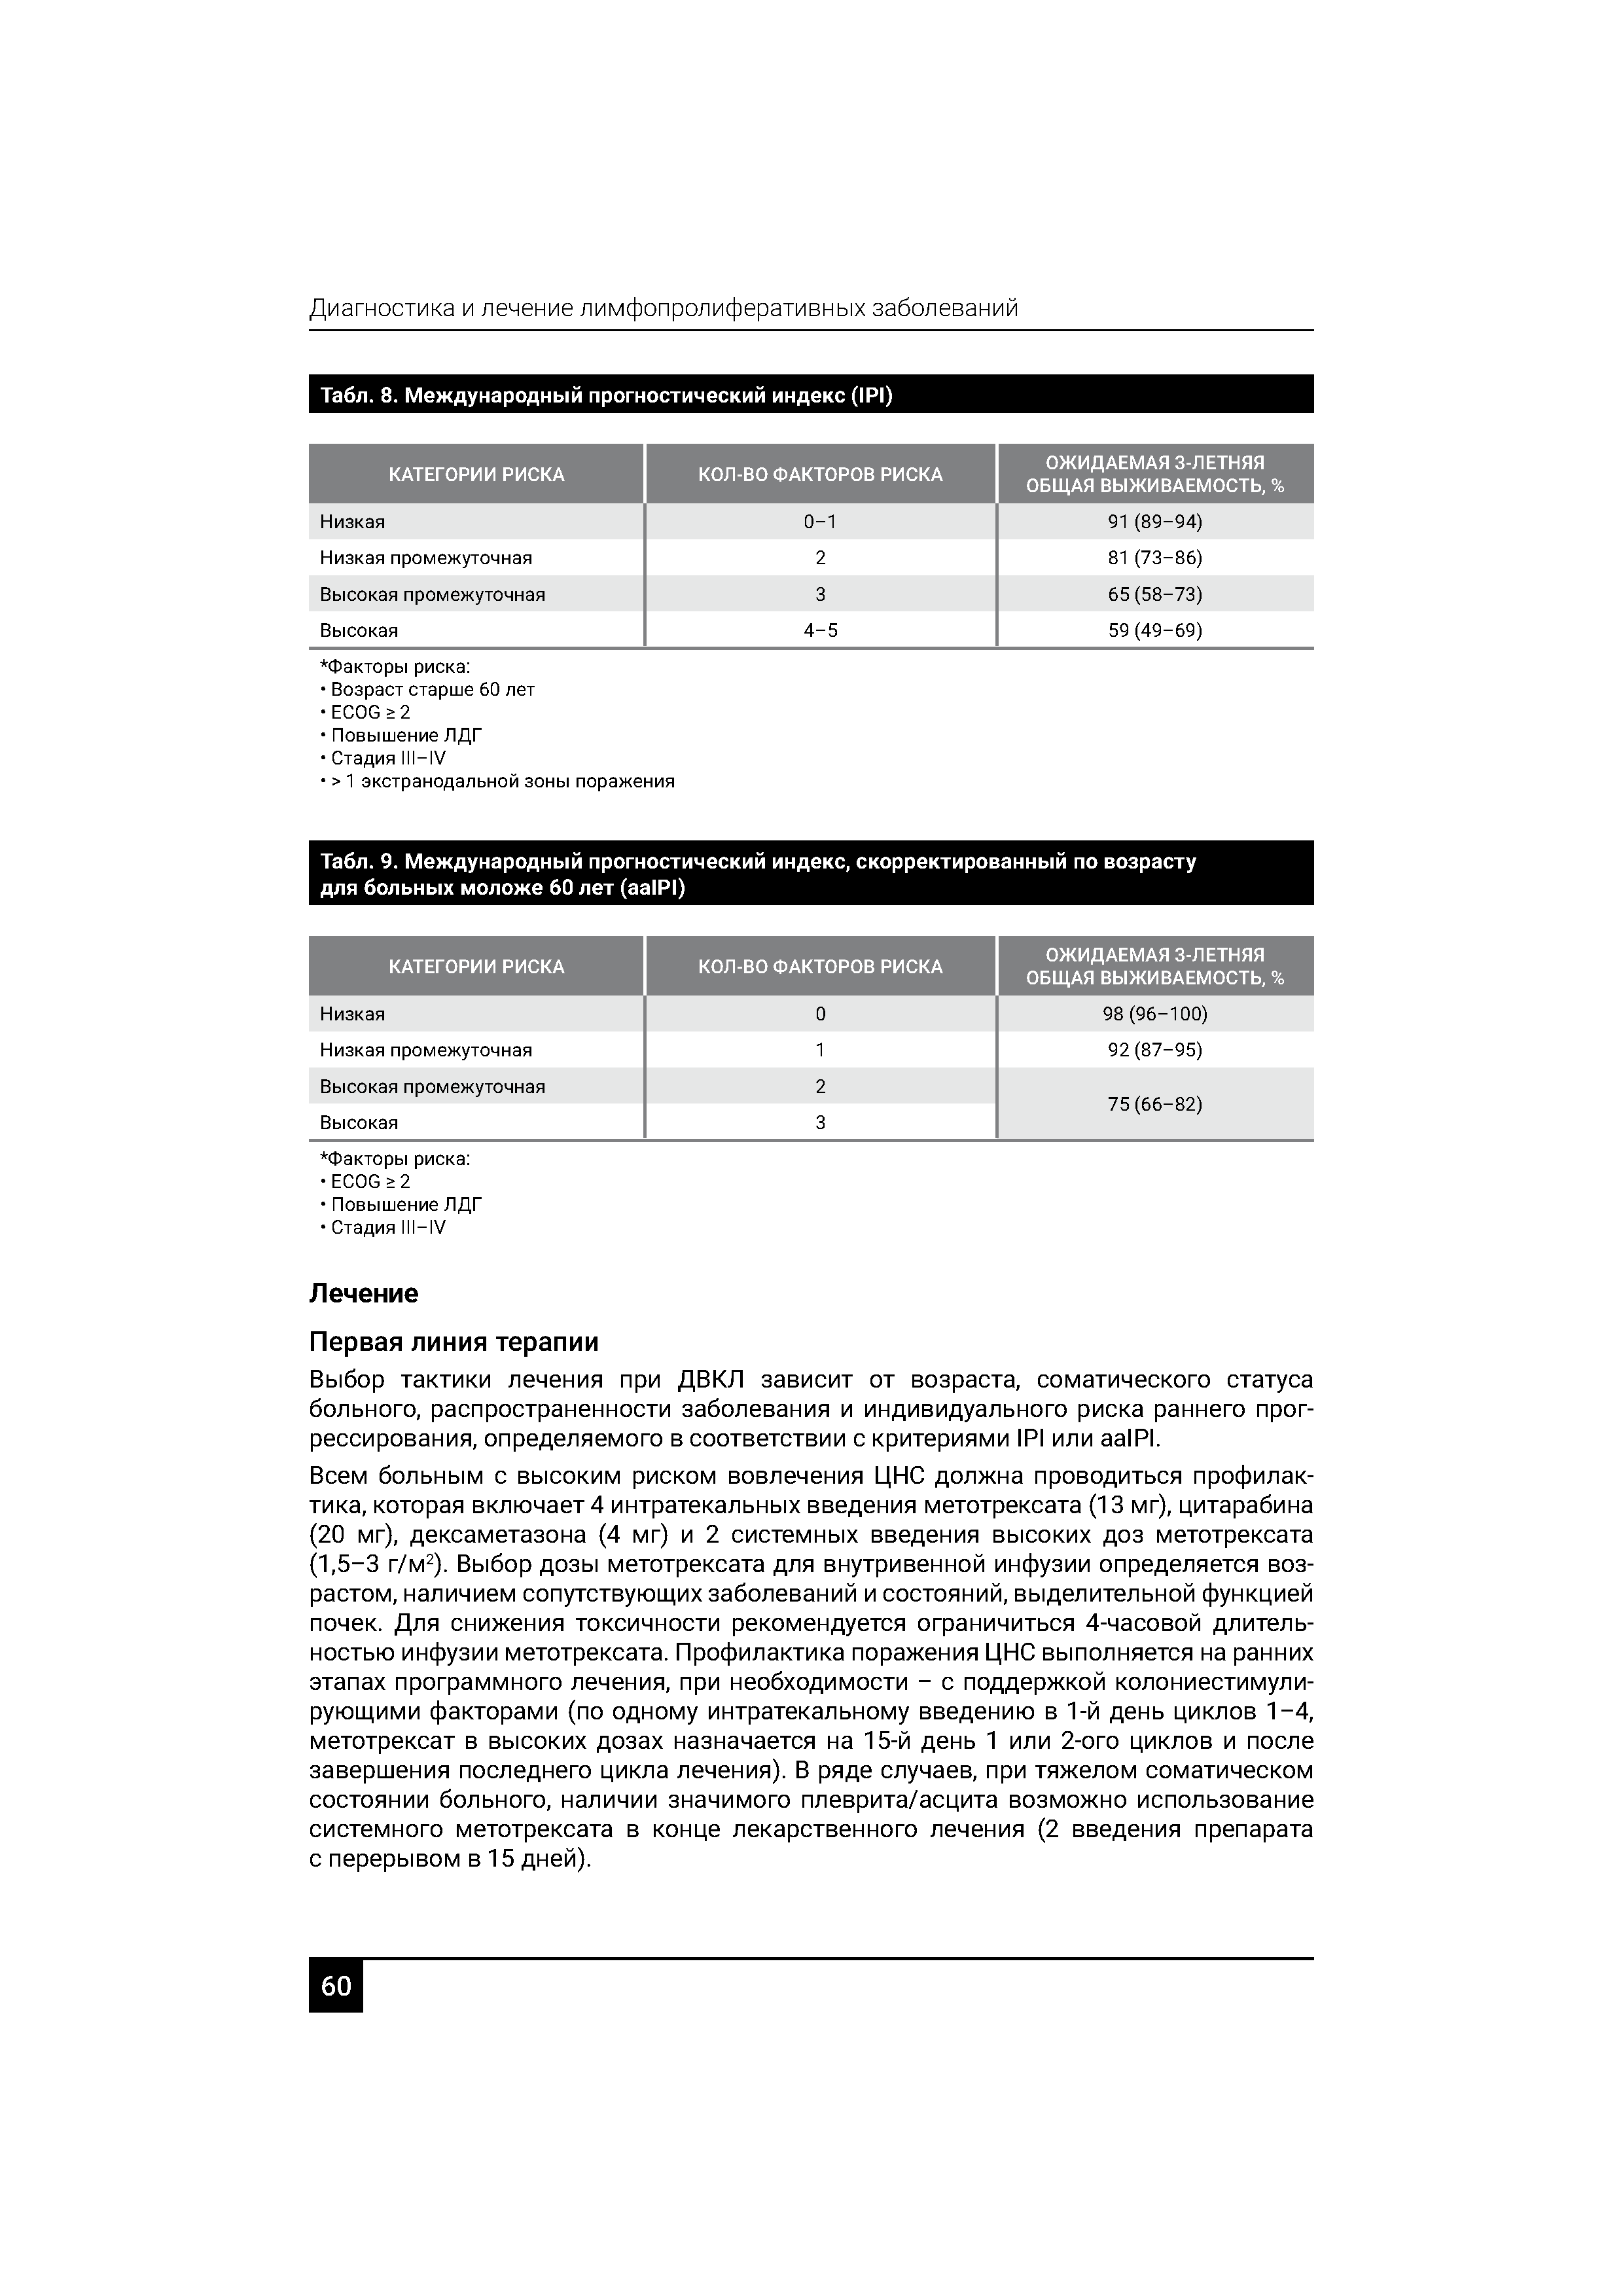 Диагностика и лечение лимфопролиферативных заболеваний
Табл. 8. Международный прогностический индекс (IPI)
КАТЕГОРИИ РИСКА КОЛ-ВО ФАКТОРОВ РИСКА ОЖИДАЕМАЯ 3-ЛЕТНЯЯ
ОБЩАЯ ВЫЖИВАЕМОСТЬ, %
Низкая 0–1 91 (89–94)
Низкая промежуточная 2 81 (73–86)
Высокая промежуточная 3 65 (58–73)
Высокая 4–5 59 (49–69)
*Факторы риска:
• Возраст старше 60 лет
• ECOG ≥ 2
• Повышение ЛДГ
• Стадия III–IV
• > 1 экстранодальной зоны поражения
Табл. 9. Международный прогностический индекс, скорректированный по возрасту
для больных моложе 60 лет (aaIPI)
КАТЕГОРИИ РИСКА КОЛ-ВО ФАКТОРОВ РИСКА ОЖИДАЕМАЯ 3-ЛЕТНЯЯ
ОБЩАЯ ВЫЖИВАЕМОСТЬ, %
Низкая 0 98 (96–100)
Низкая промежуточная 1 92 (87–95)
Высокая промежуточная 2
75 (66–82)
Высокая 3
*Факторы риска:
• ECOG ≥ 2
• Повышение ЛДГ
• Стадия III–IV
Лечение
Первая линия терапии
Выбор тактики лечения при ДВКЛ зависит от возраста, соматического статуса
больного, распространенности заболевания и индивидуального риска раннего прог-
рессирования, определяемого в соответствии с критериями IPI или aaIPI.
Всем больным с высоким риском вовлечения ЦНС должна проводиться профилак-
тика, которая включает 4 интратекальных введения метотрексата (13 мг), цитарабина
(20 мг), дексаметазона (4 мг) и 2 системных введения высоких доз метотрексата
(1,5–3 г/м²). Выбор дозы метотрексата для внутривенной инфузии определяется воз-
растом, наличием сопутствующих заболеваний и состояний, выделительной функцией
почек. Для снижения токсичности рекомендуется ограничиться 4-часовой длитель-
ностью инфузии метотрексата. Профилактика поражения ЦНС выполняется на ранних
этапах программного лечения, при необходимости – с поддержкой колониестимули-
рующими факторами (по одному интратекальному введению в 1-й день циклов 1–4,
метотрексат в высоких дозах назначается на 15-й день 1 или 2-ого циклов и после
завершения последнего цикла лечения). В ряде случаев, при тяжелом соматическом
состоянии больного, наличии значимого плеврита/асцита возможно использование
системного метотрексата в конце лекарственного лечения (2 введения препарата
с перерывом в 15 дней).
60